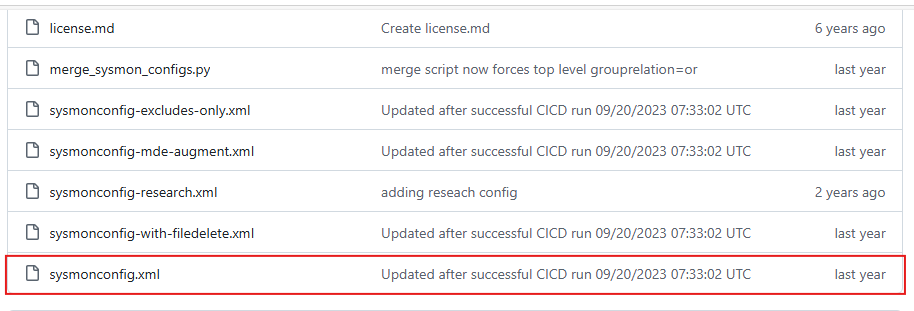 license.md Create license.md 6 years ago
merge_sysmon_configs.py merge script now forces top level grouprelation=or last year
sysmonconfig-excludes-only.xml Updated after successful CICD run 09/20/2023 07:33:02 UTC last year
sysmonconfig-mde-augment.xml Updated after successful CICD run 09/20/2023 07:33:02 UTC last year
sysmonconfig-research.xml adding reseach config 2 years ago
sysmonconfig-with-filedelete.xml Updated after successful CICD run 09/20/2023 07:33:02 UTC last year
sysmonconfig.xml Updated after successful CICD run 09/20/2023 07:33:02 UTC last year